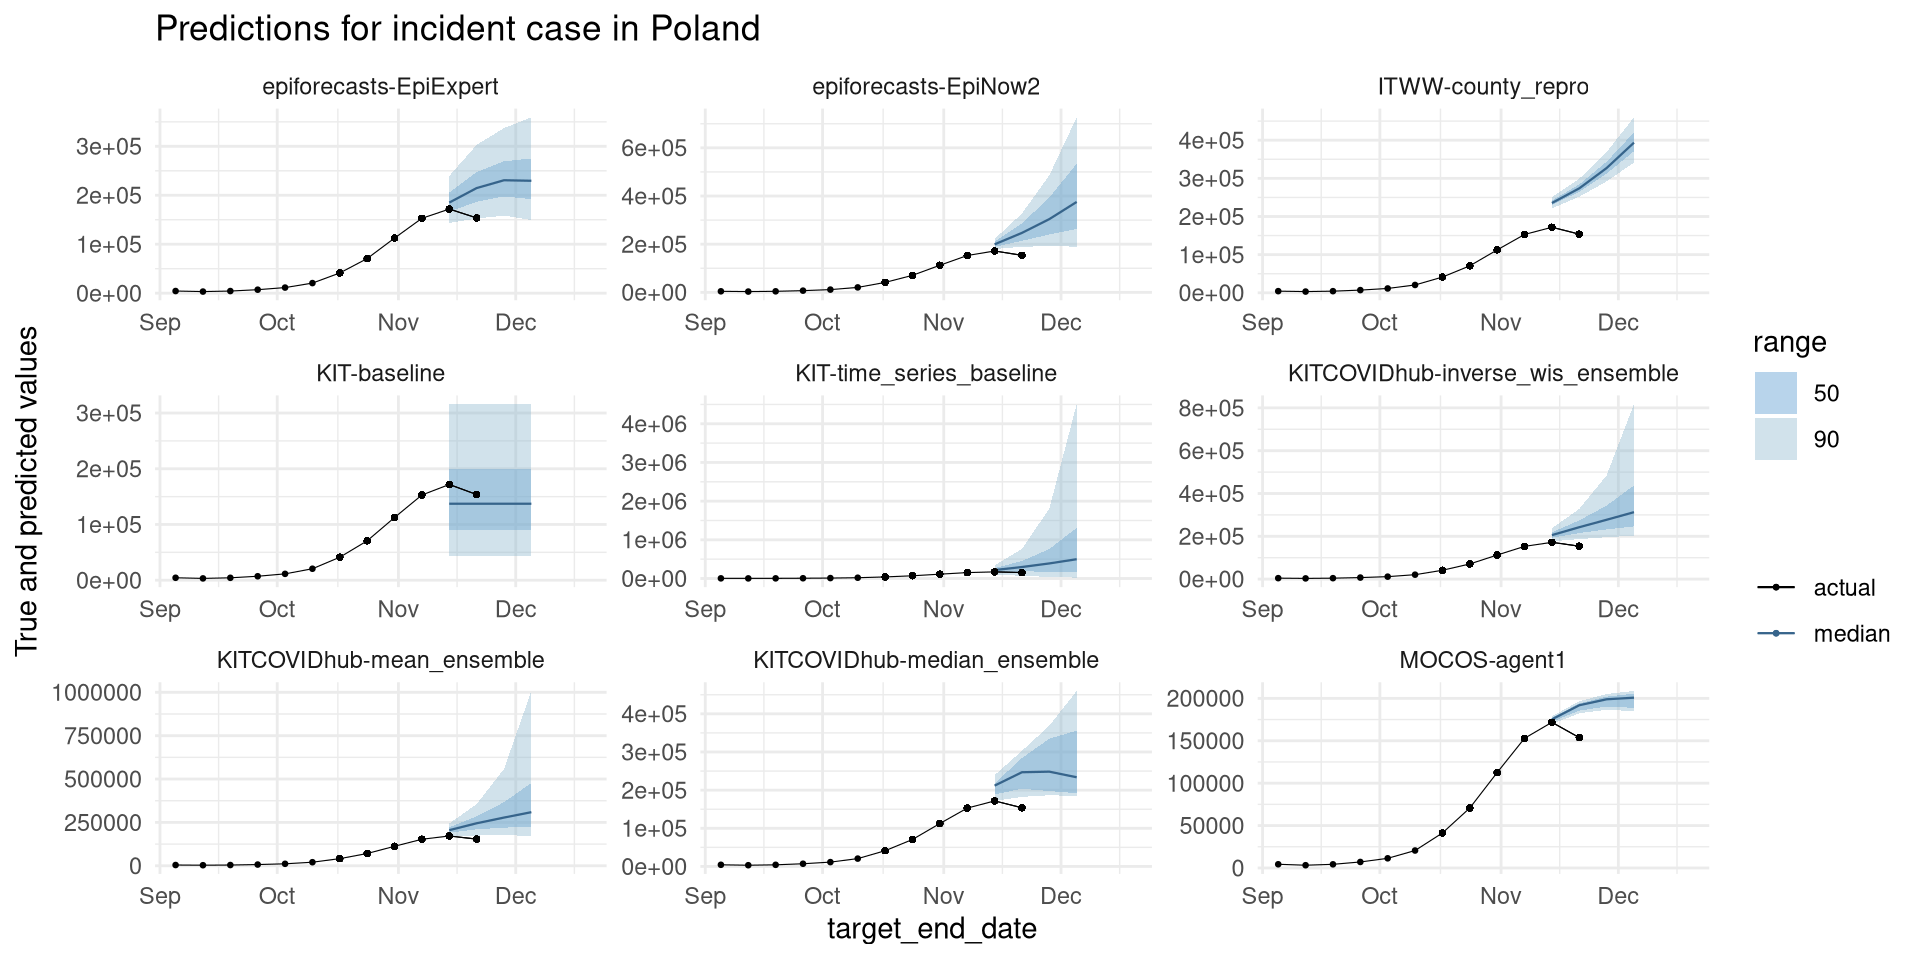 Predictions for incident case in Poland
epiforecasts-EpiExpert
epiforecasts-EpiNow2
ITWW-county_repro
3e+05
2e+05
1e+05
0e+00
Sep Oct Nov Dec
6e+05
4e+05
2e+05
0e+00
Sep Oct Nov Dec
4e+05
3e+05
2e+05
1e+05
0e+00
Sep Oct Nov Dec
KIT-baseline
KIT-time_series_baseline
KITCOVIDhub-inverse_wis_ensemble
3e+05
2e+05
1e+05
0e+00
Sep Oct Nov Dec
4e+06
3e+06
2e+06
1e+06
0e+00
Sep Oct Nov Dec
8e+05
6e+05
4e+05
2e+05
0e+00
Sep Oct Nov Dec
KITCOVIDhub-mean_ensemble
KITCOVIDhub-median_ensemble
MOCOS-agent1
1000000
750000
500000
250000
0
Sep Oct Nov Dec
4e+05
3e+05
2e+05
1e+05
0e+00
Sep Oct Nov Dec
200000
150000
100000
50000
0
Sep Oct Nov Dec
True and predicted values
target_end_date
range
50
90
actual
median